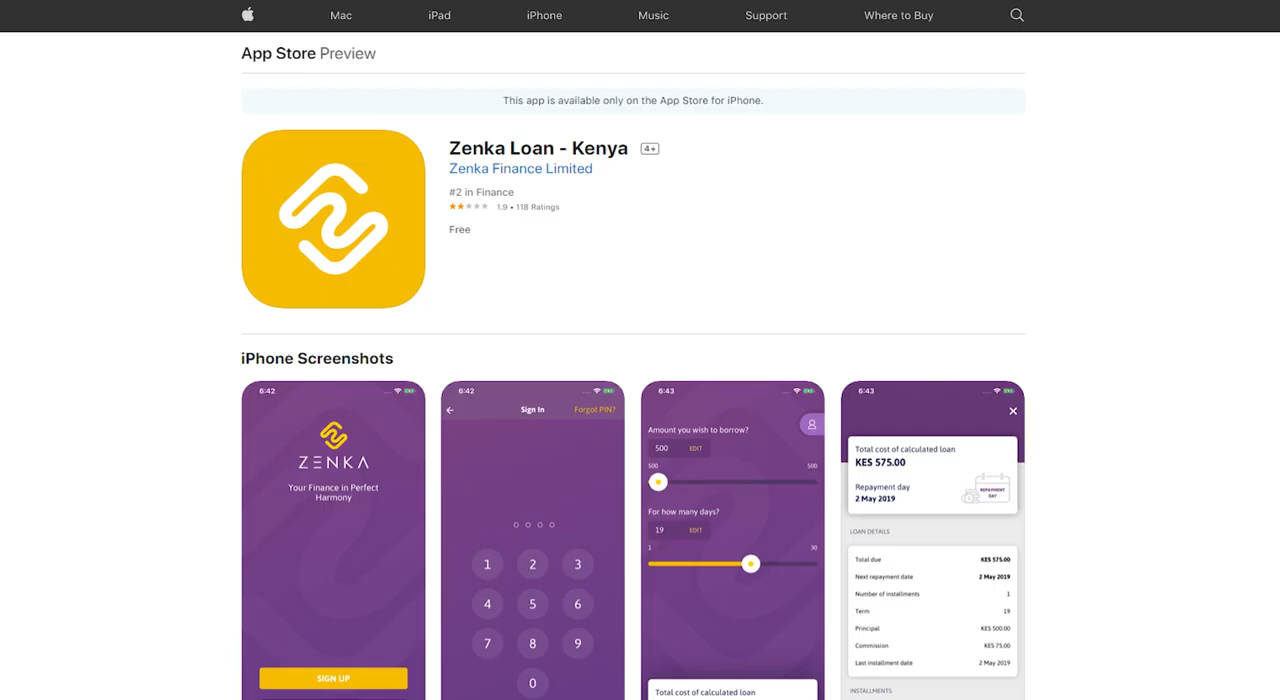 Mac iPad iPhone Music Support Where to Buy
App Store Preview
This app is available only on the App Store for iPhone.
Zenka Loan - Kenya 4+
Zenka Finance Limited
#2 in Finance
1.9 • 118 Ratings
Free
iPhone Screenshots
6:42
ZENKA
Your Finance in Perfect
Harmony
SIGN UP
6:42
Sign In Forgot PIN?
1 2 3
4 5 6
7 8 9
0
6:43
Amount you wish to borrow?
500 EDIT
500 500
For how many days?
19 EDIT
1 30
Total cost of calculated loan
6:43
Total cost of calculated loan
KES 575.00
Repayment day
2 May 2019
REPAYMENT
DAY
LOAN DETAILS
Total due KES 575.00
Next repayment date 2 May 2019
Number of installments 1
Term 19
Principal KES 500.00
Commission KES 75.00
Last installment date 2 May 2019
INSTALLMENTS